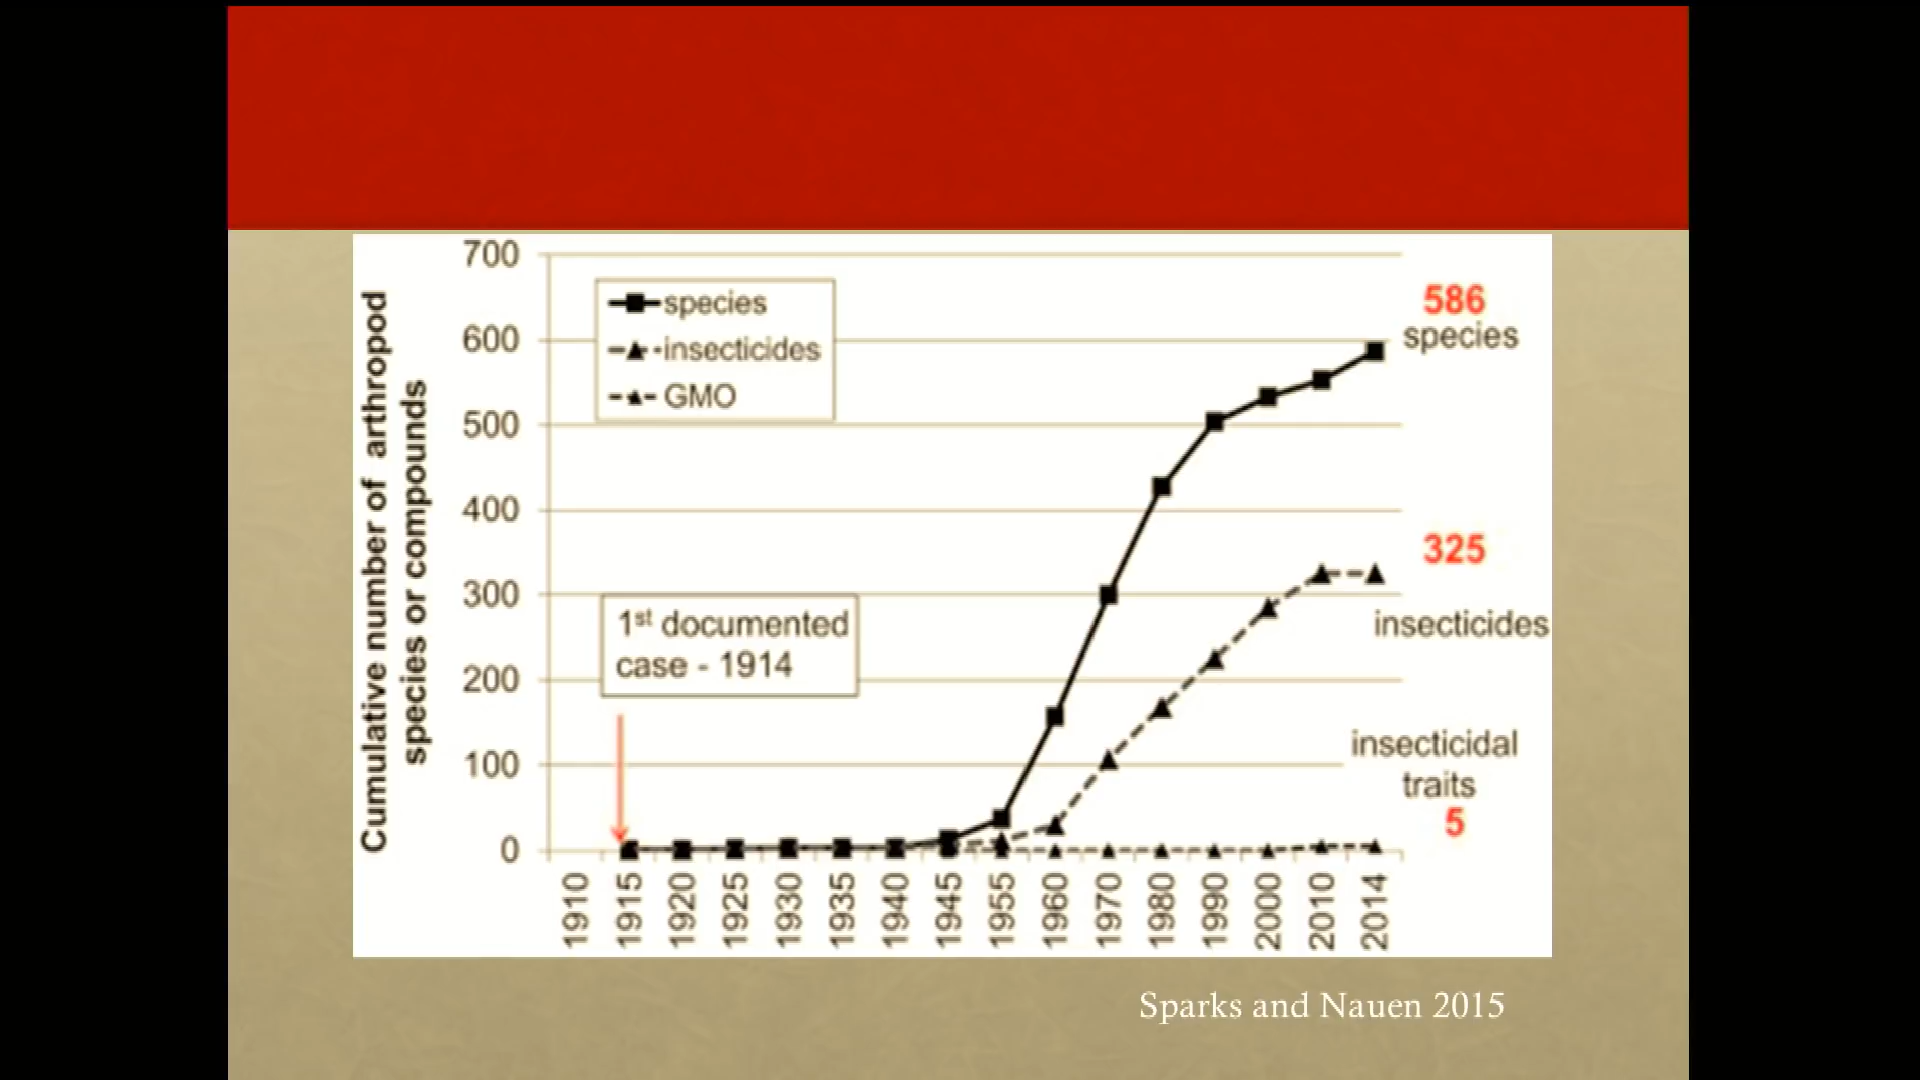 700
600
500
400
300
200
100
0
Cumulative number of arthropod
species or compounds
species
insecticides
GMO
1st documented
case - 1914
586
species
325
insecticides
insecticidal
traits
5
1910
1915
1920
1925
1930
1935
1940
1945
1955
1960
1970
1980
1990
2000
2010
2014
Sparks and Nauen 2015